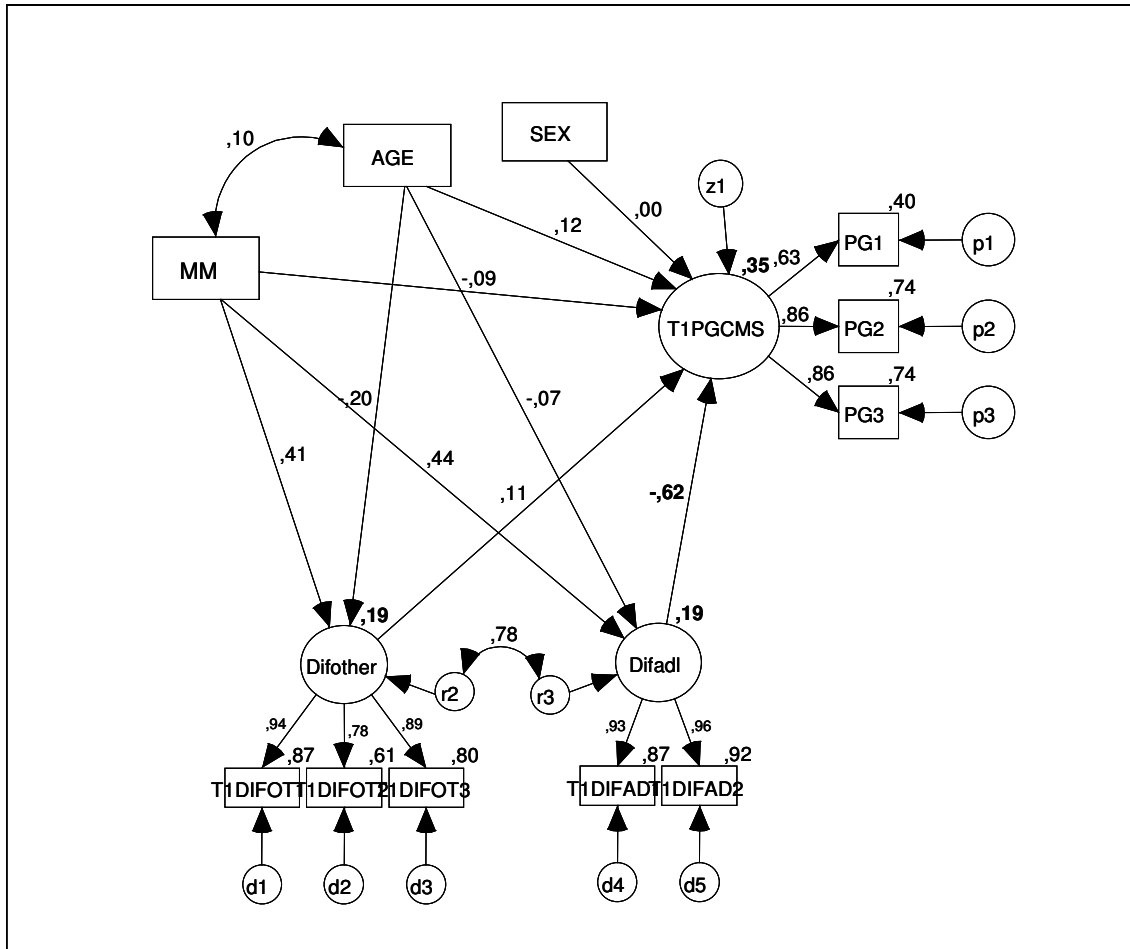 ,10
AGE
SEX
z1
,40
PG1
p1
,00
,12
,35
,63
MM
-,09
,74
T1PGCMS
,86
PG2
p2
,86
,74
PG3
p3
-,20
-,07
,41
,44
,11
-,62
,19
,19
,78
Difother
r2
r3
Difadl
,94
,78
,89
,93
,96
,87
,61
,80
,87
,92
T1DIFOT1
T1DIFOT2
T1DIFOT3
T1DIFAD1
T1DIFAD2
d1
d2
d3
d4
d5